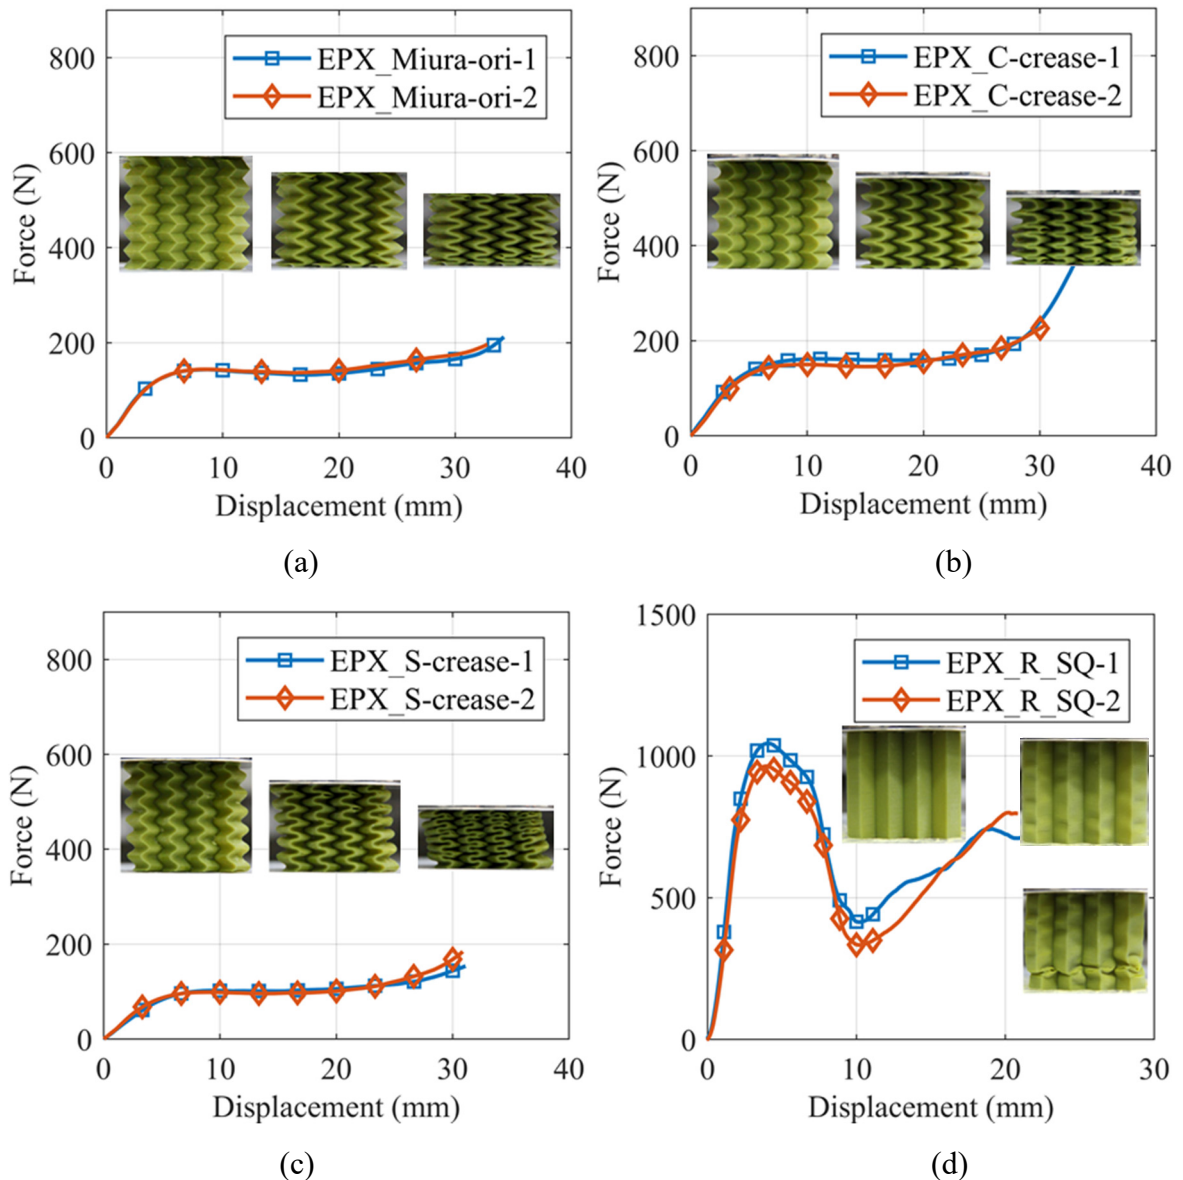 800
600
400
200
0
Force (N)
EPX_Miura-ori-1
EPX_Miura-ori-2
0 10 20 30 40
Displacement (mm)
(a)
800
600
400
200
0
Force (N)
EPX_C-crease-1
EPX_C-crease-2
0 10 20 30 40
Displacement (mm)
(b)
800
600
400
200
0
Force (N)
EPX_S-crease-1
EPX_S-crease-2
0 10 20 30 40
Displacement (mm)
(c)
1500
1000
500
0
Force (N)
EPX_R_SQ-1
EPX_R_SQ-2
0 10 20 30
Displacement (mm)
(d)